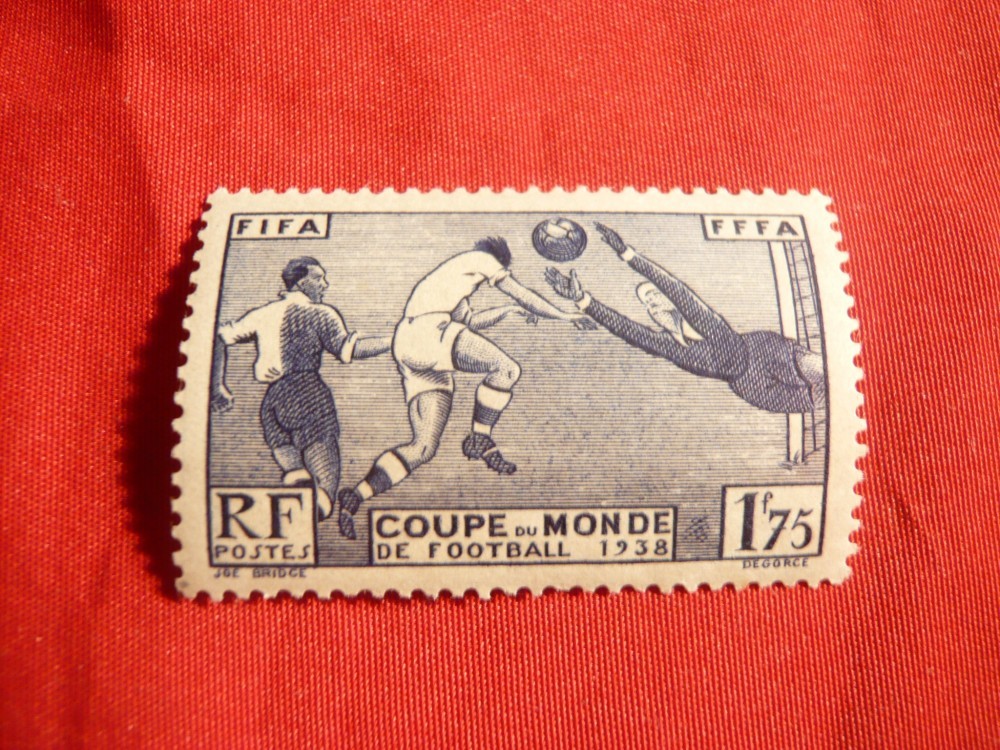 FIFA
FFFA
RF
POSTES
COUPE DU MONDE
DE FOOTBALL 1938
1f75
JOE BRIDGE
DEGORCE